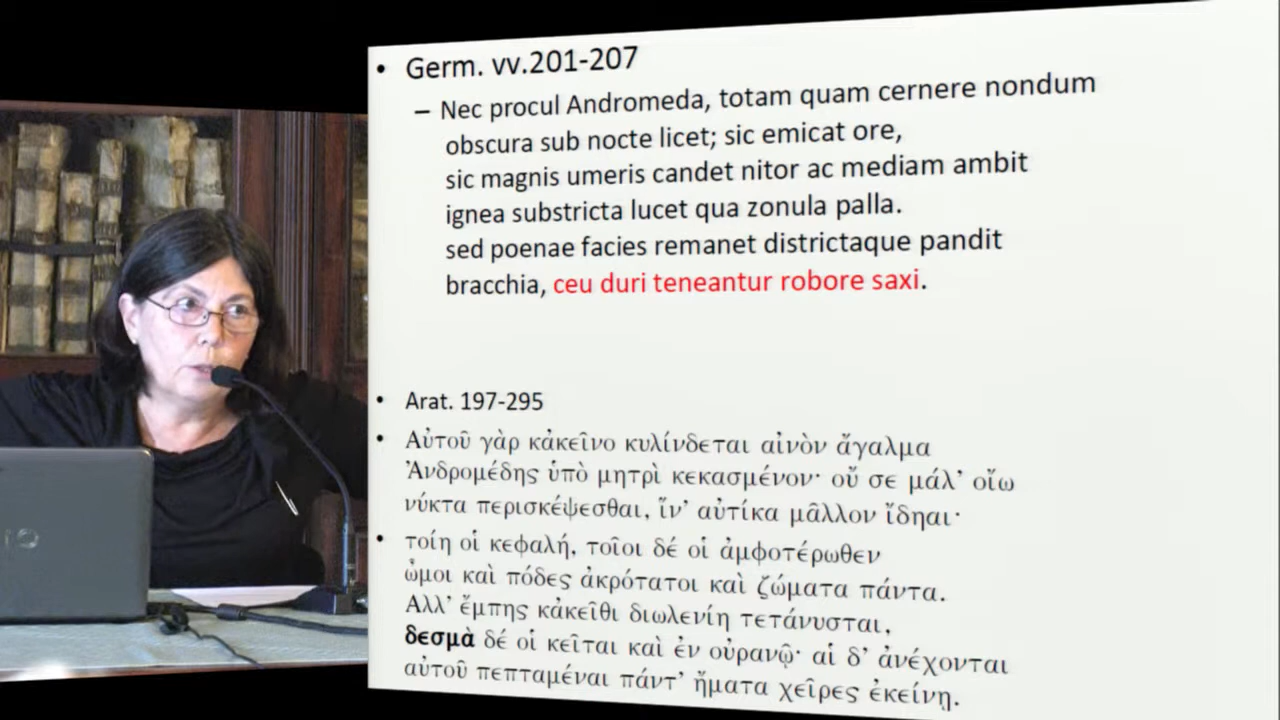 • Germ. vv.201-207
– Nec procul Andromeda, totam quam cernere nondum
obscura sub nocte licet; sic emicat ore,
sic magnis umeris candet nitor ac mediam ambit
ignea substricta lucet qua zonula palla.
sed poenae facies remanet districtaque pandit
bracchia, ceu duri teneantur robore saxi.
• Arat. 197-295
• Αὐτοῦ γὰρ κἀκεῖνο κυλίνδεται αἰνὸν ἄγαλμα
Ἀνδρομέδης ὑπὸ μητρὶ κεκασμένον· οὔ σε μάλ' οἴω
νύκτα περισκέψεσθαι, ἵν' αὐτίκα μᾶλλον ἴδηαι·
• τοίη οἱ κεφαλή, τοῖοι δέ οἱ ἀμφοτέρωθεν
ὦμοι καὶ πόδες ἀκρότατοι καὶ ζώματα πάντα.
Αλλ' ἔμπης κἀκεῖθι διωλενίη τετάνυσται,
δεσμὰ δέ οἱ κεῖται καὶ ἐν οὐρανῷ· αἱ δ' ἀνέχονται
αὐτοῦ πεπταμέναι πάντ' ἤματα χεῖρες ἐκείνῃ.